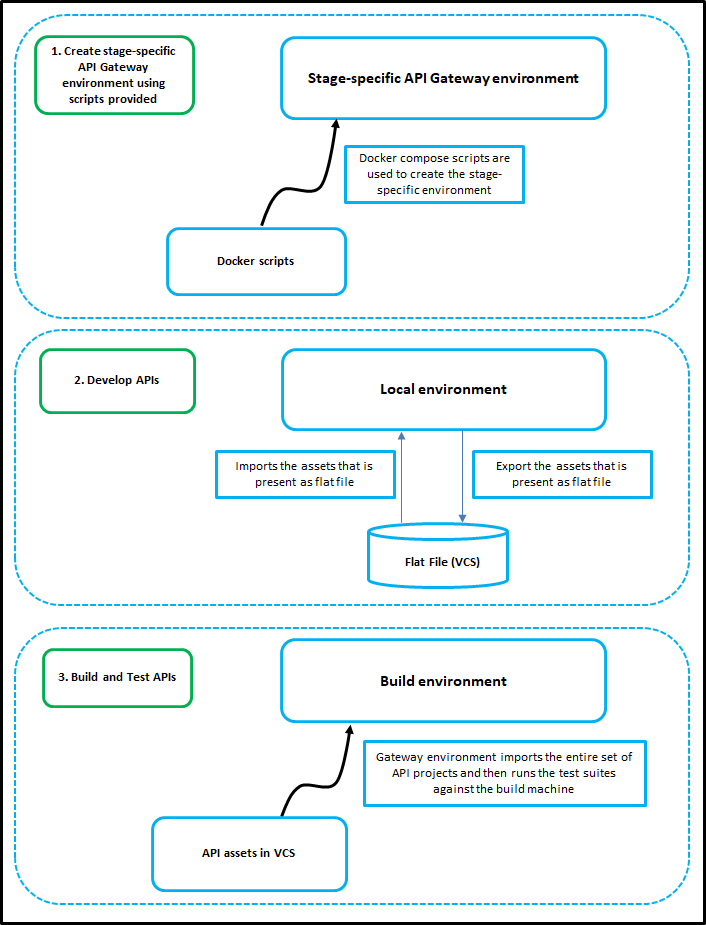 1. Create stage-specific
API Gateway
environment using
scripts provided
Stage-specific API Gateway environment
Docker compose scripts are
used to create the stage-
specific environment
Docker scripts
2. Develop APIs
Local environment
Imports the assets that is
present as flat file
Export the assets that is
present as flat file
Flat File (VCS)
3. Build and Test APIs
Build environment
Gateway environment imports the entire set of
API projects and then runs the test suites
against the build machine
API assets in VCS